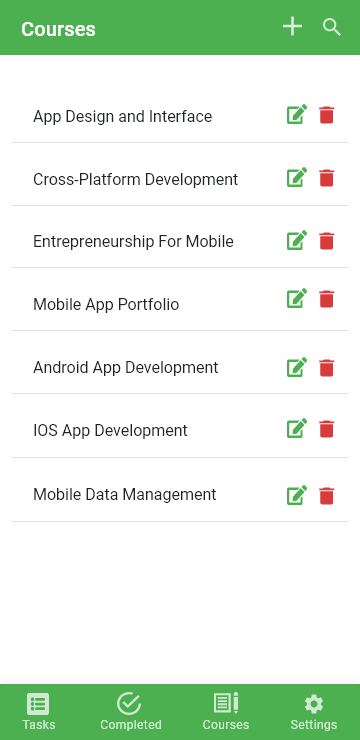 Courses
App Design and Interface
Cross-Platform Development
Entrepreneurship For Mobile
Mobile App Portfolio
Android App Development
IOS App Development
Mobile Data Management
Tasks Completed Courses Settings